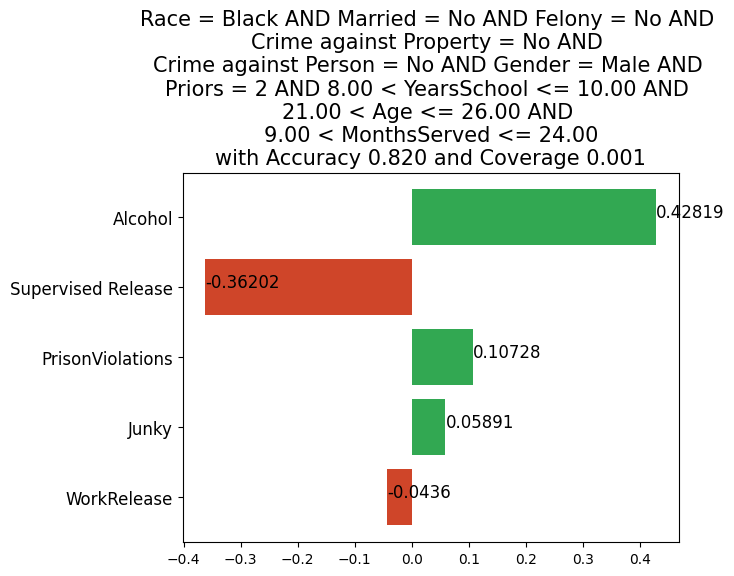 Race = Black AND Married = No AND Felony = No AND
Crime against Property = No AND
Crime against Person = No AND Gender = Male AND
Priors = 2 AND 8.00 < YearsSchool <= 10.00 AND
21.00 < Age <= 26.00 AND
9.00 < MonthsServed <= 24.00
with Accuracy 0.820 and Coverage 0.001
Alcohol 0.42819
Supervised Release -0.36202
PrisonViolations 0.10728
Junky 0.05891
WorkRelease -0.0436
−0.4 −0.3 −0.2 −0.1 0.0 0.1 0.2 0.3 0.4